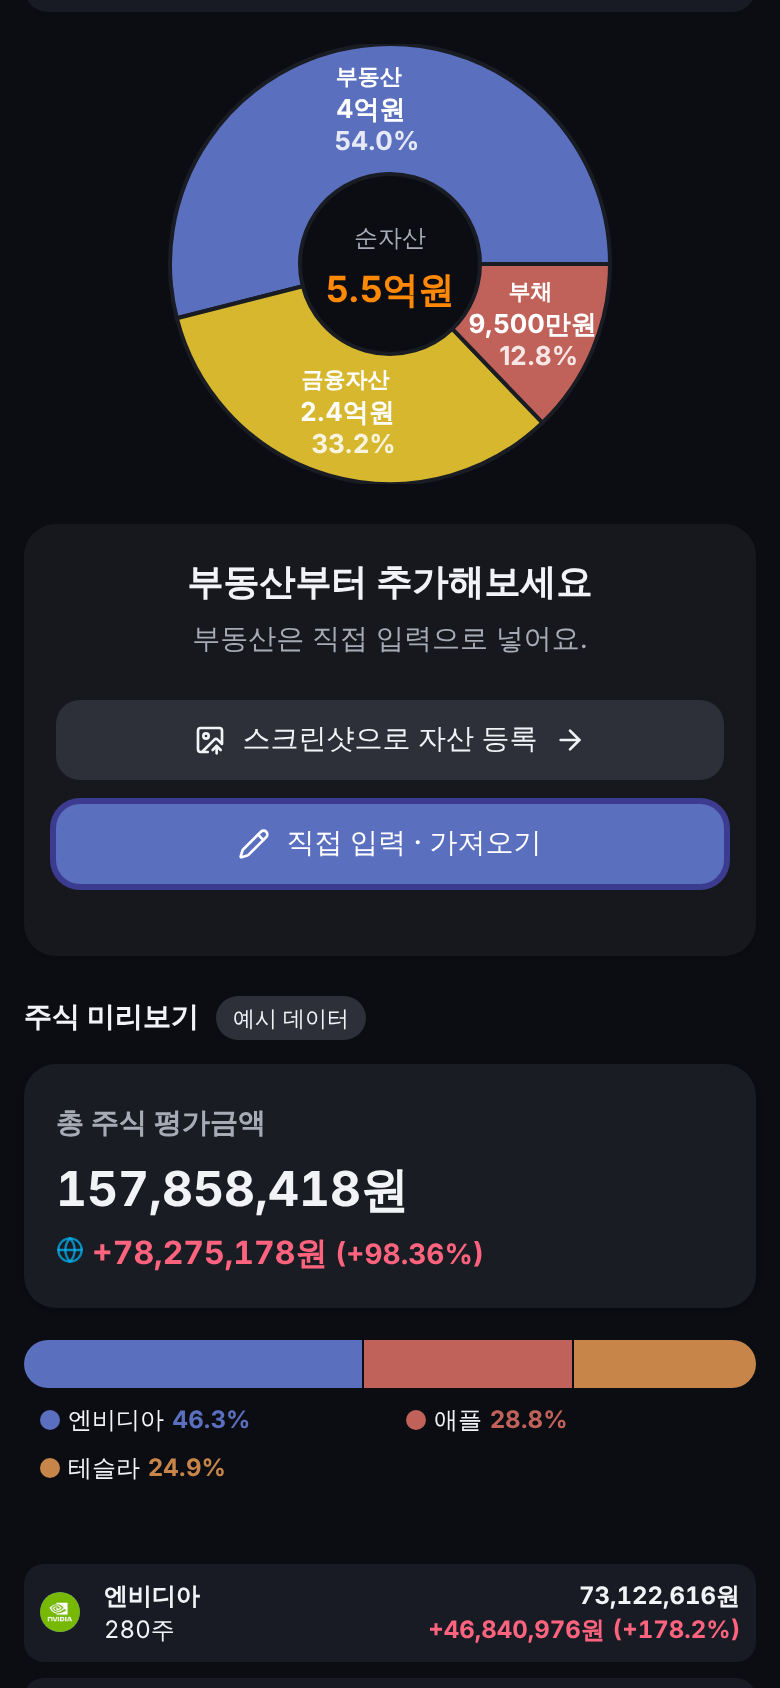 부동산
4억원
54.0%
순자산
5.5억원
부채
9,500만원
12.8%
금융자산
2.4억원
33.2%
부동산부터 추가해보세요
부동산은 직접 입력으로 넣어요.
스크린샷으로 자산 등록
직접 입력 · 가져오기
주식 미리보기 예시 데이터
총 주식 평가금액
157,858,418원
+78,275,178원 (+98.36%)
엔비디아 46.3% 애플 28.8%
테슬라 24.9%
엔비디아 73,122,616원
NVIDIA
280주 +46,840,976원 (+178.2%)